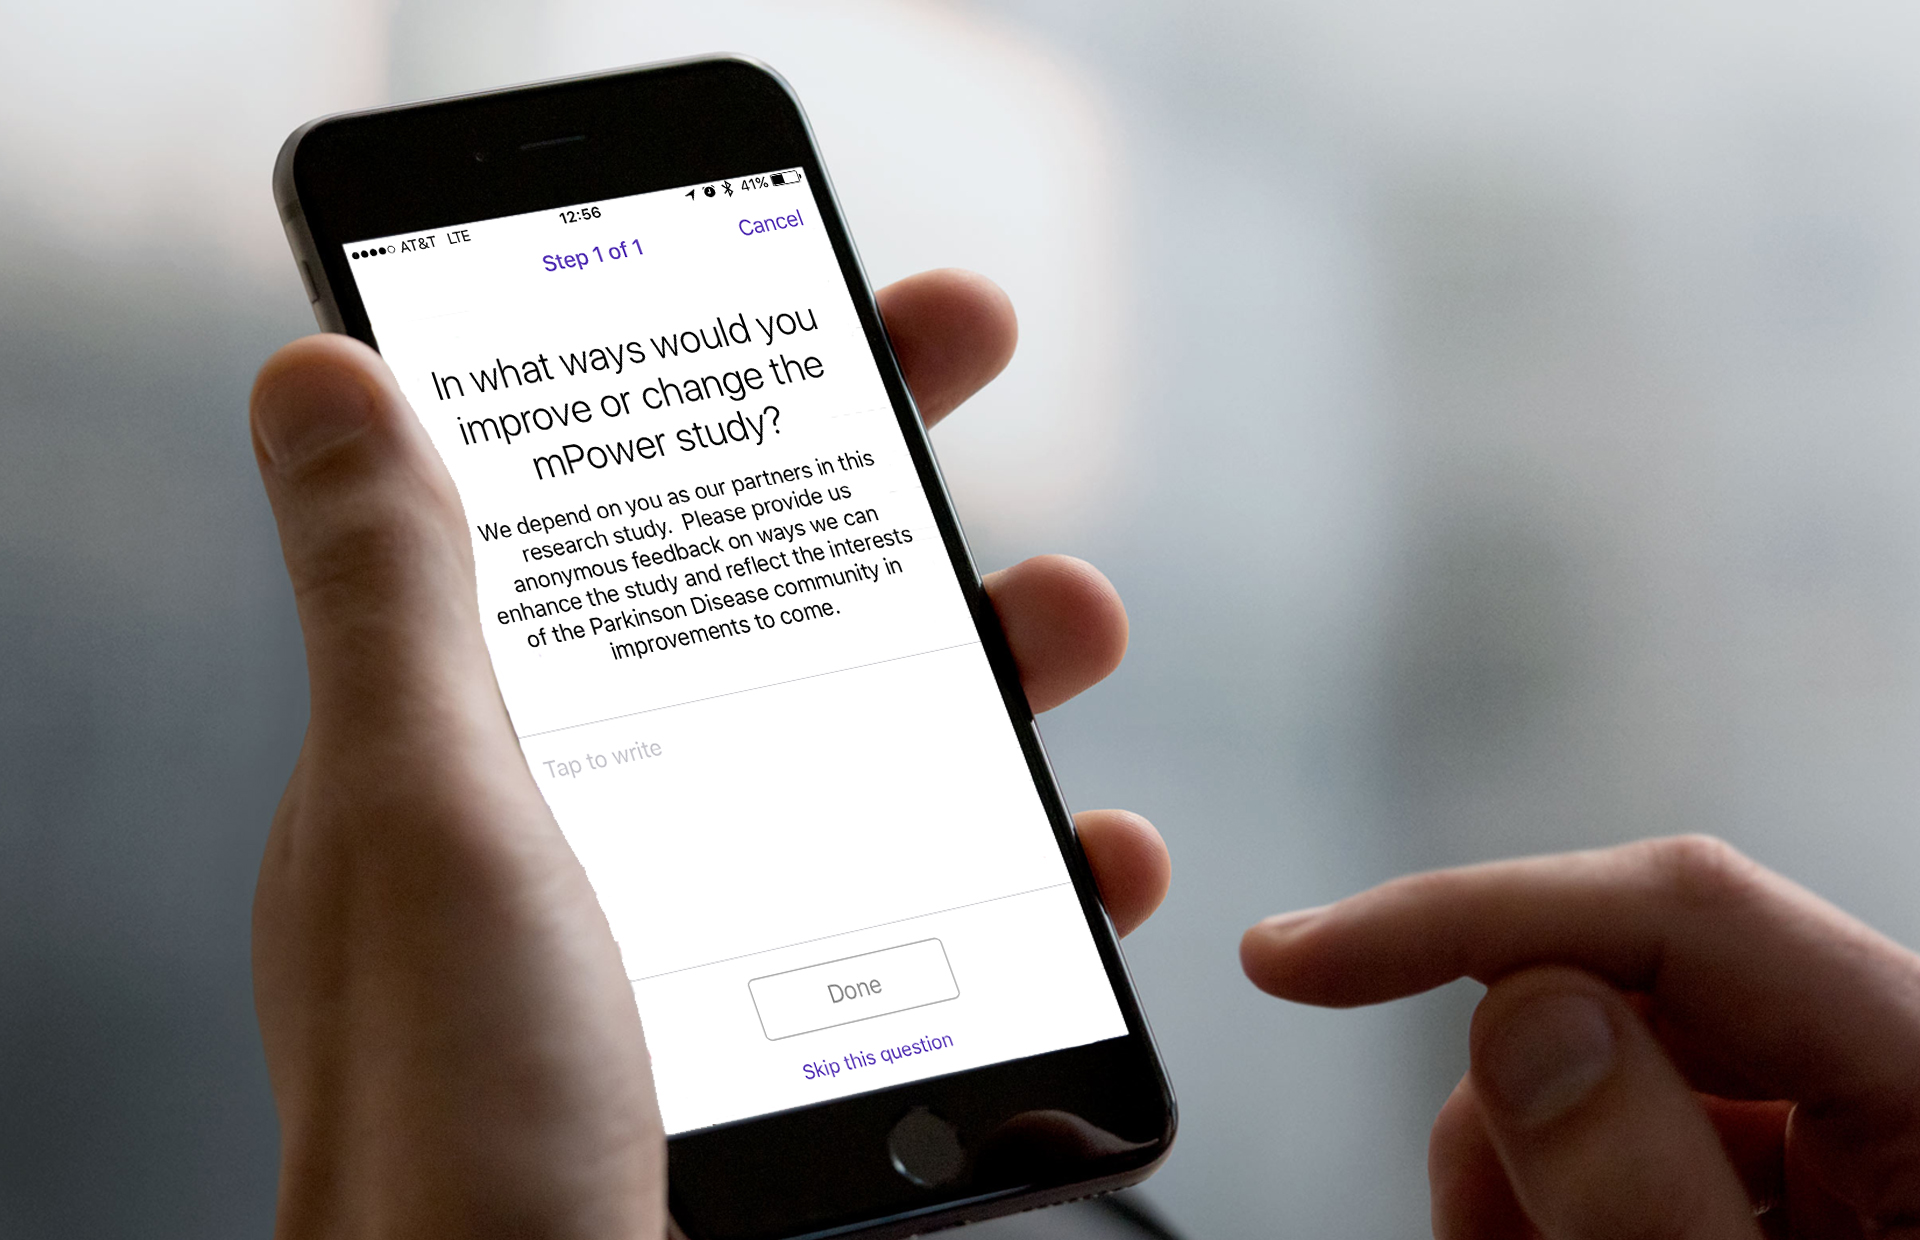 ●●●●○ AT&T LTE 12:56 41%
Step 1 of 1 Cancel
In what ways would you
improve or change the
mPower study?
We depend on you as our partners in this
research study.  Please provide us
anonymous feedback on ways we can
enhance the study and reflect the interests
of the Parkinson Disease community in
improvements to come.
Tap to write
Done
Skip this question